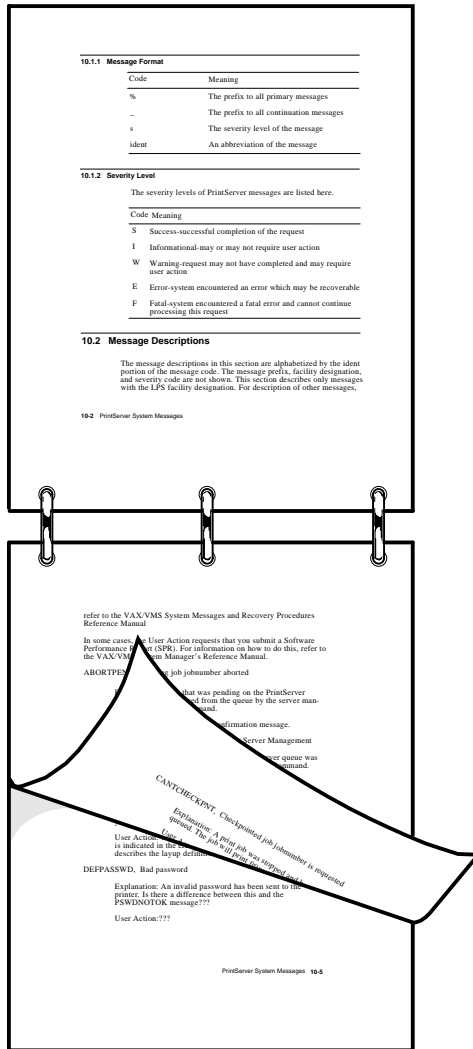 10.1.1 Message Format
Code Meaning
% The prefix to all primary messages
_ The prefix to all continuation messages
s The severity level of the message
ident An abbreviation of the message
10.1.2 Severity Level
The severity levels of PrintServer messages are listed here.
Code Meaning
S Success-successful completion of the request
I Informational-may or may not require user action
W Warning-request may not have completed and may require
user action
E Error-system encountered an error which may be recoverable
F Fatal-system encountered a fatal error and cannot continue
processing this request
10.2 Message Descriptions
The message descriptions in this section are alphabetized by the ident
portion of the message code. The message prefix, facility designation,
and severity code are not shown. This section describes only messages
with the LPS facility designation. For description of other messages,
10-2 PrintServer System Messages
refer to the VAX/VMS System Messages and Recovery Procedures
Reference Manual
In some cases, User Action requests that you submit a Software
Performance (SPR). For information on how to do this, refer to
the Manager's Reference Manual.
job jobnumber aborted
that was pending on the PrintServer
from the queue by the server man-
message.
Server Management
queue was
CANTCHECKPNT, Checkpointed job jobnumber is requested
Explanation: A print job was stopped and
queued. The job will print
User
User Action:
is indicated in the
describes the layup
DEFPASSWD, Bad password
Explanation: An invalid password has been sent to the
printer. Is there a difference between this and the
PSWDNOTOK message???
User Action:???
PrintServer System Messages 10-5